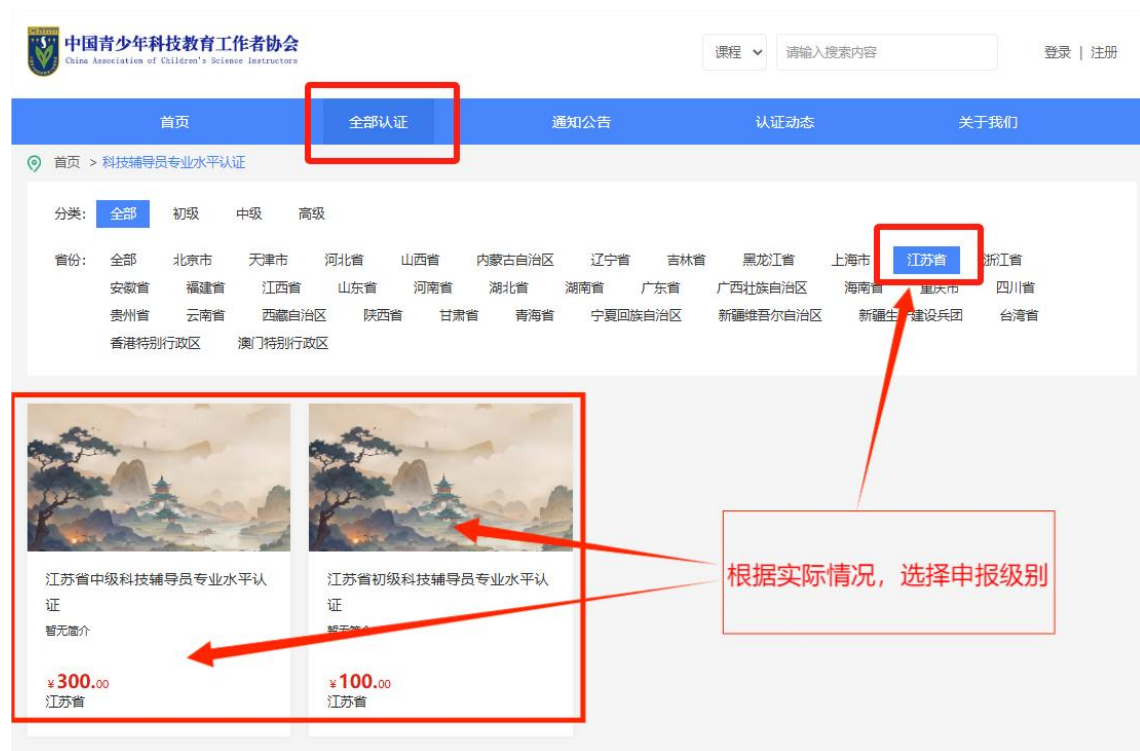 中国青少年科技教育工作者协会
China Association of Children's Science Instructors
课程 请输入搜索内容 登录 | 注册
首页 全部认证 通知公告 认证动态 关于我们
首页 > 科技辅导员专业水平认证
分类: 全部 初级 中级 高级
省份: 全部 北京市 天津市 河北省 山西省 内蒙古自治区 辽宁省 吉林省 黑龙江省 上海市 江苏省 浙江省
安徽省 福建省 江西省 山东省 河南省 湖北省 湖南省 广东省 广西壮族自治区 海南省 重庆市 四川省
贵州省 云南省 西藏自治区 陕西省 甘肃省 青海省 宁夏回族自治区 新疆维吾尔自治区 新疆生产建设兵团 台湾省
香港特别行政区 澳门特别行政区
根据实际情况，选择申报级别
江苏省中级科技辅导员专业水平认
证
暂无简介
¥300.00
江苏省
江苏省初级科技辅导员专业水平认
证
暂无简介
¥100.00
江苏省